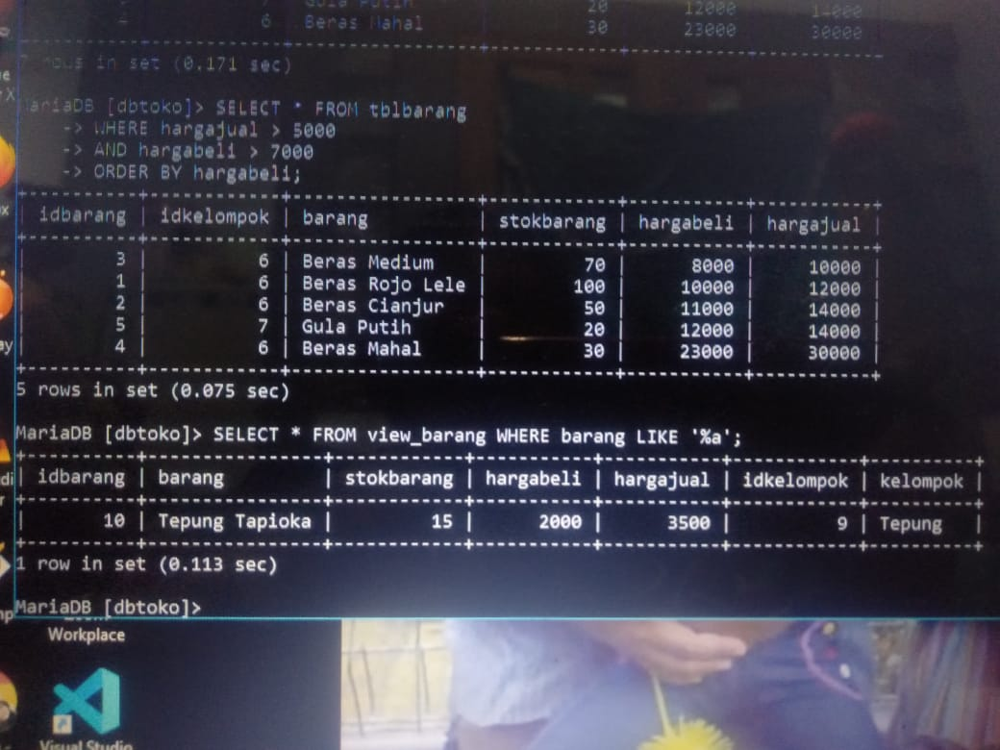 Gula Putih | 20 | 12000 | 14000
6 | Beras Mahal | 30 | 23000 | 30000
rows in set (0.171 sec)
MariaDB [dbtoko]> SELECT * FROM tblbarang
-> WHERE hargajual > 5000
-> AND hargabeli > 7000
-> ORDER BY hargabeli;
| idbarang | idkelompok | barang | stokbarang | hargabeli | hargajual |
| 3 | 6 | Beras Medium | 70 | 8000 | 10000 |
| 1 | 6 | Beras Rojo Lele | 100 | 10000 | 12000 |
| 2 | 6 | Beras Cianjur | 50 | 11000 | 14000 |
| 5 | 7 | Gula Putih | 20 | 12000 | 14000 |
| 4 | 6 | Beras Mahal | 30 | 23000 | 30000 |
5 rows in set (0.075 sec)
MariaDB [dbtoko]> SELECT * FROM view_barang WHERE barang LIKE '%a';
| idbarang | barang | stokbarang | hargabeli | hargajual | idkelompok | kelompok |
| 10 | Tepung Tapioka | 15 | 2000 | 3500 | 9 | Tepung |
1 row in set (0.113 sec)
MariaDB [dbtoko]>
Workplace
Visual Studio